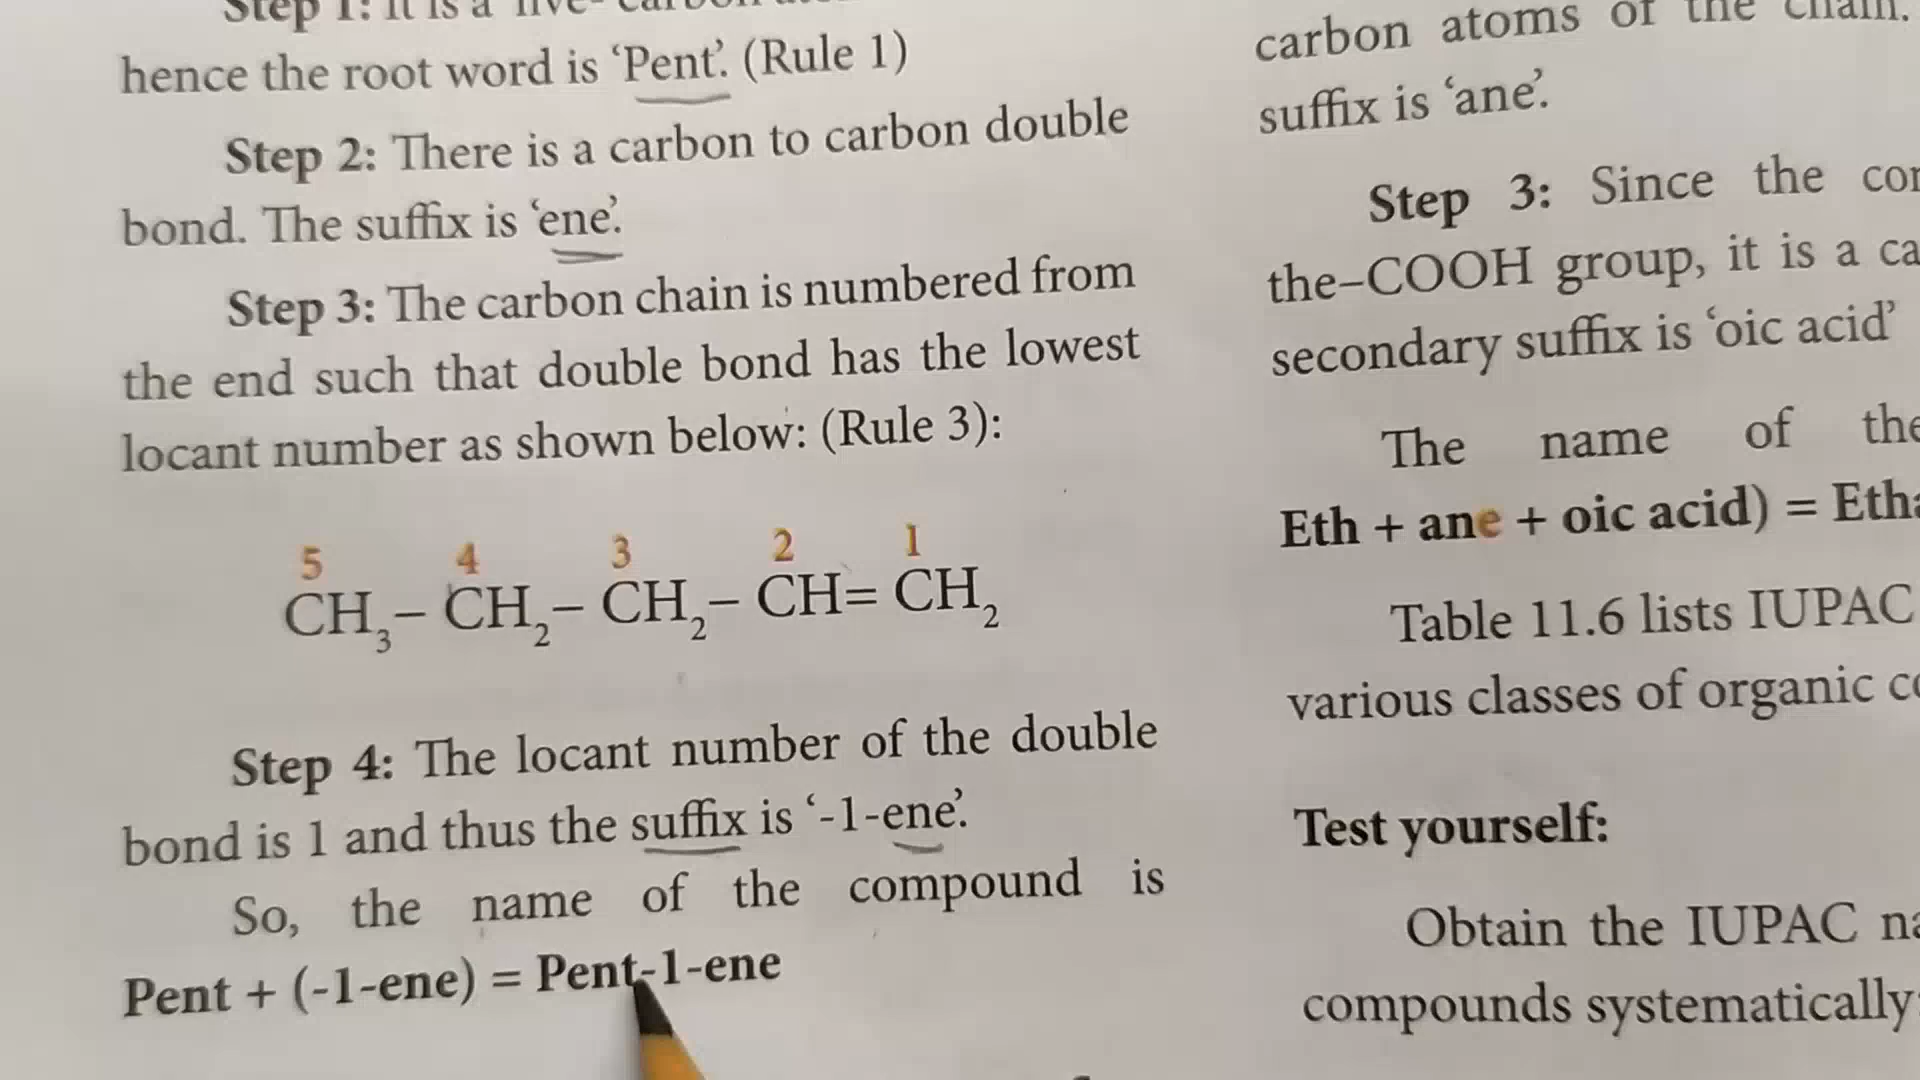 Step 1: It is a five- carbon
hence the root word is ‘Pent’. (Rule 1)
Step 2: There is a carbon to carbon double
bond. The suffix is ‘ene’.
Step 3: The carbon chain is numbered from
the end such that double bond has the lowest
locant number as shown below: (Rule 3):
5 4 3 2 1
CH₃– CH₂– CH₂– CH= CH₂
Step 4: The locant number of the double
bond is 1 and thus the suffix is ‘-1-ene’.
So, the name of the compound is
Pent + (-1-ene) = Pent-1-ene
carbon atoms of the chain.
suffix is ‘ane’.
Step 3: Since the
the–COOH group, it is a
secondary suffix is ‘oic acid’
The name of
Eth + ane + oic acid) =
Table 11.6 lists IUPAC
various classes of organic
Test yourself:
Obtain the IUPAC
compounds systematically